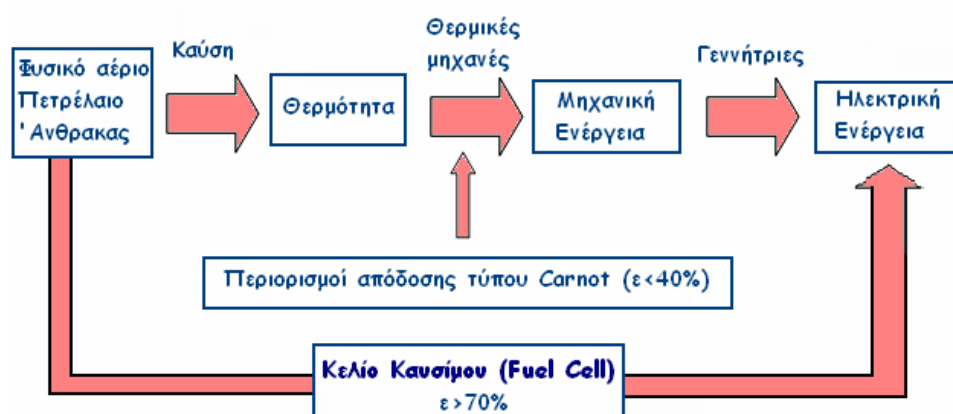 Φυσικό αέριο
Πετρέλαιο
'Ανθρακας
Καύση
Θερμότητα
Θερμικές
μηχανές
Μηχανική
Ενέργεια
Γεννήτριες
Ηλεκτρική
Ενέργεια
Περιορισμοί απόδοσης τύπου Carnot (ε<40%)
Κελίο Καυσίμου (Fuel Cell)
ε>70%